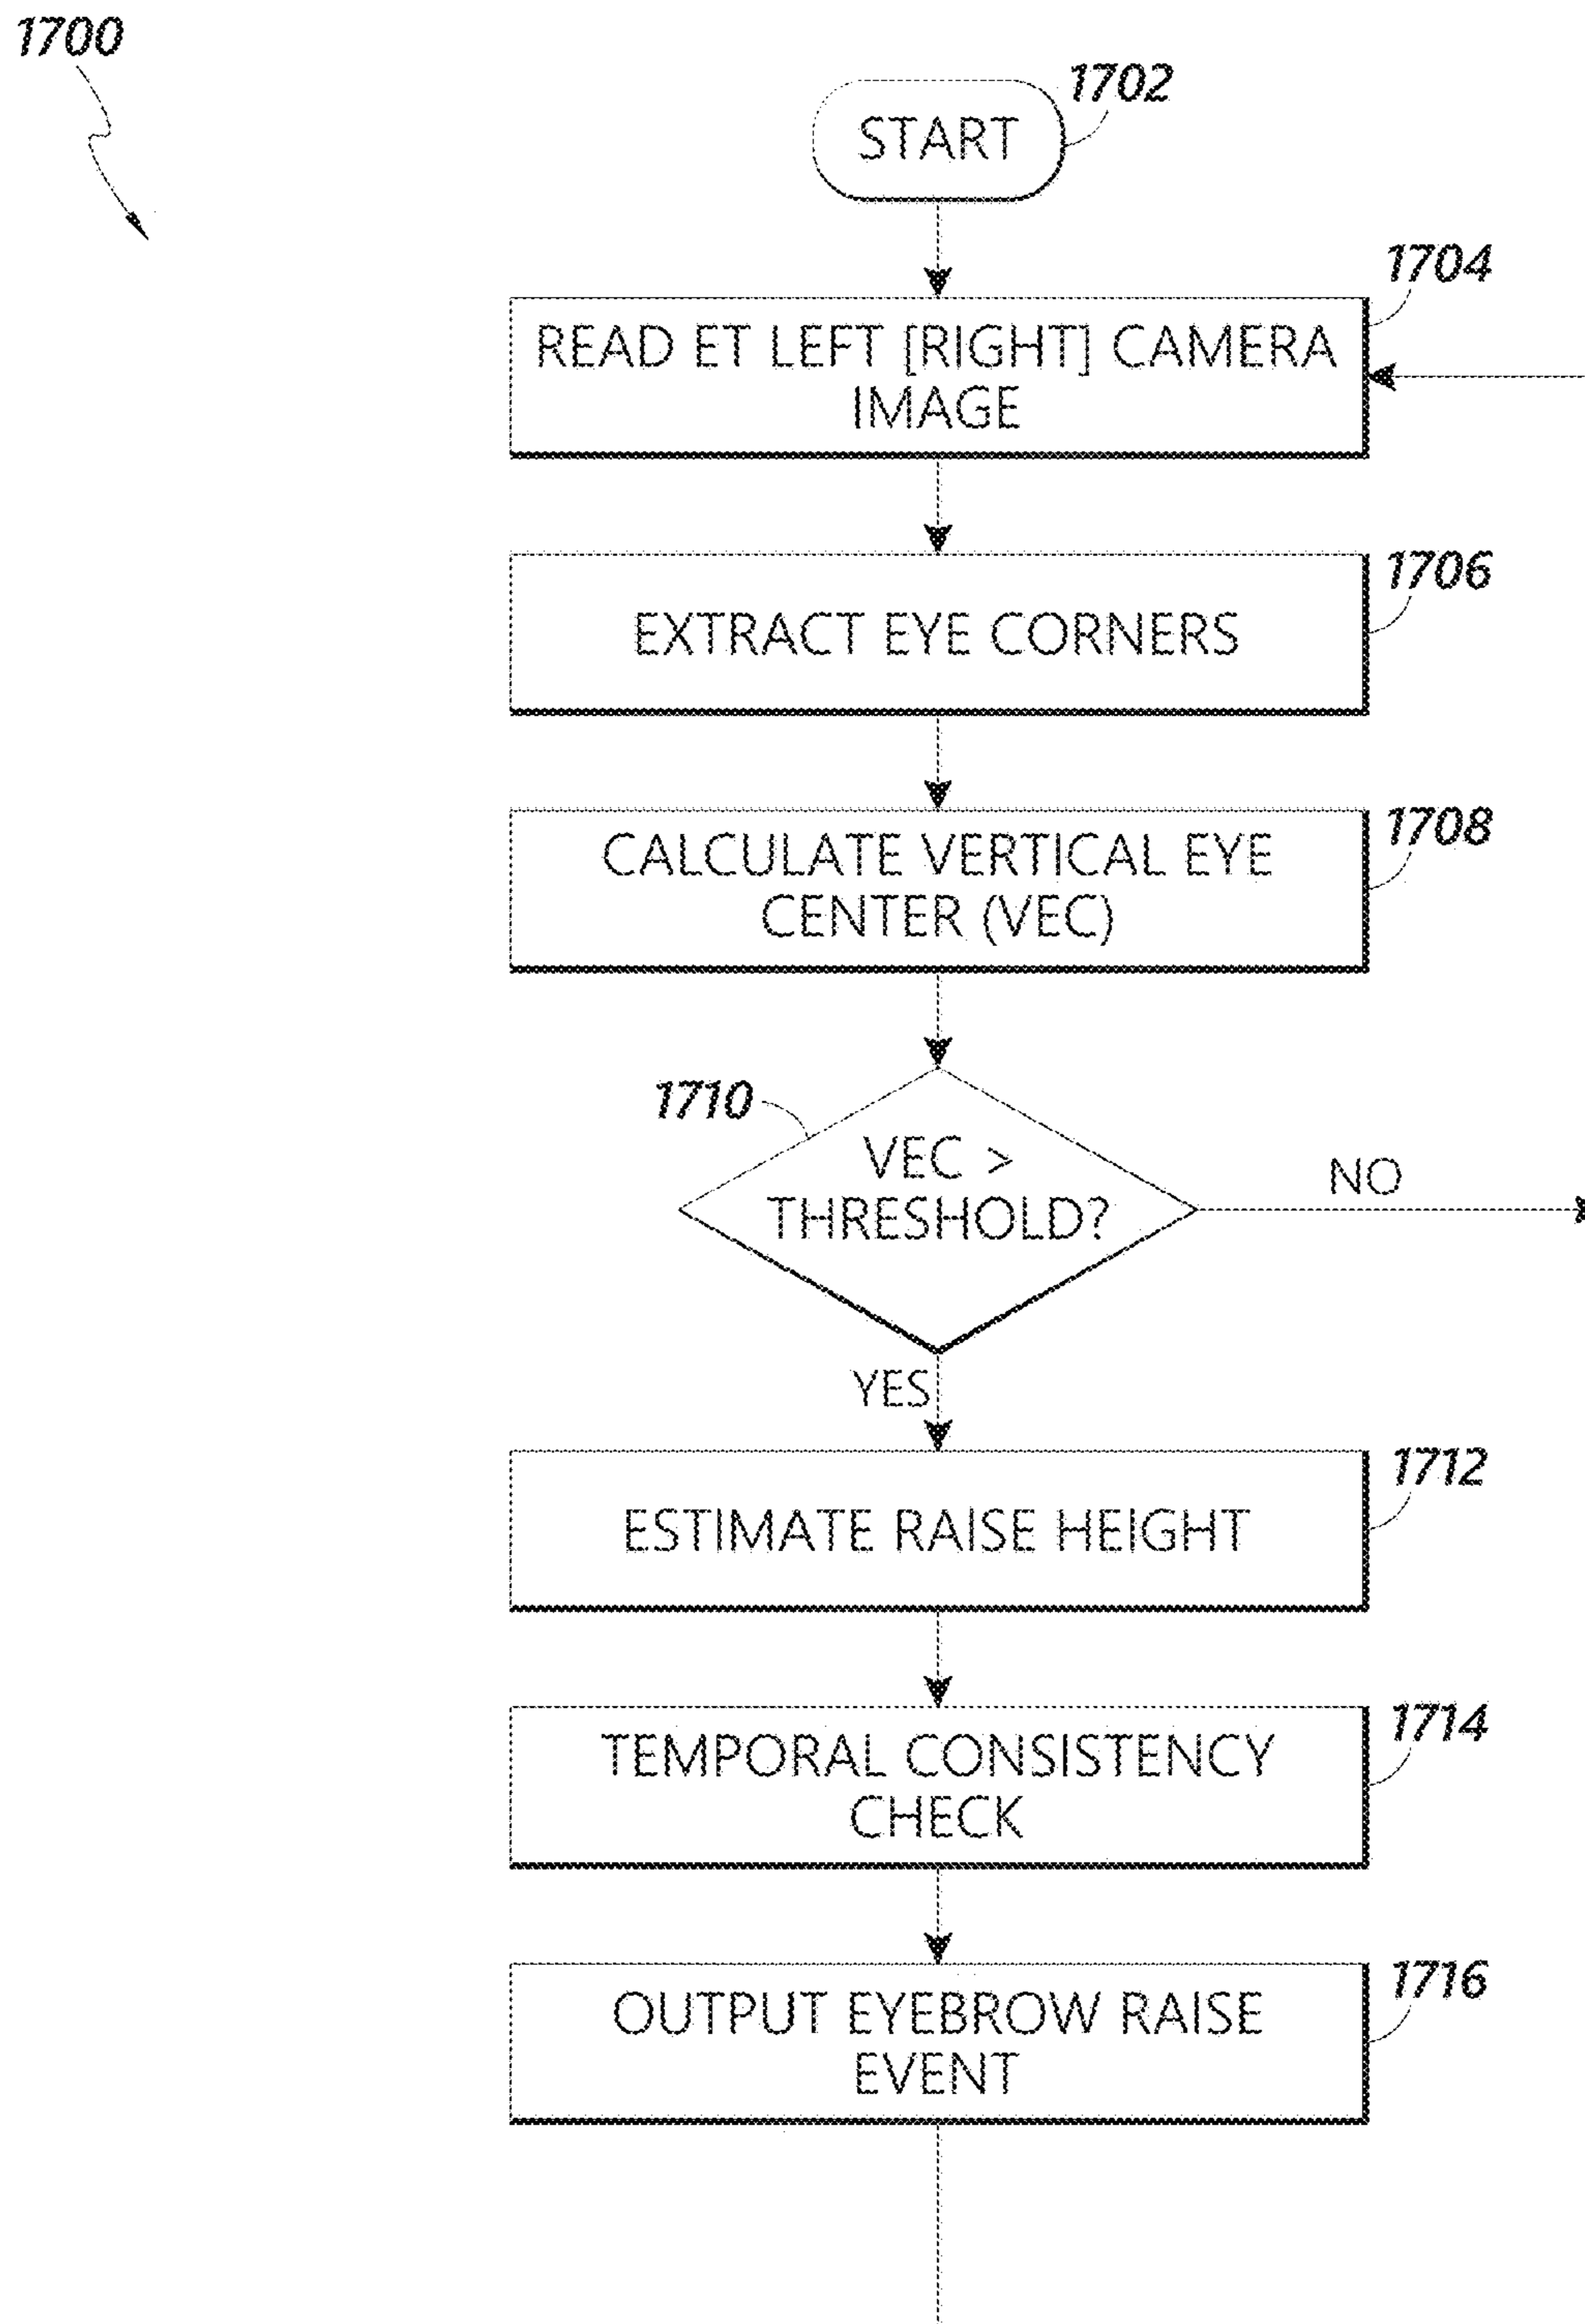 1700
1702
START
1704
READ ET LEFT [RIGHT] CAMERA
IMAGE
1706
EXTRACT EYE CORNERS
1708
CALCULATE VERTICAL EYE
CENTER (VEC)
1710
VEC >
THRESHOLD?
NO
YES
1712
ESTIMATE RAISE HEIGHT
1714
TEMPORAL CONSISTENCY
CHECK
1716
OUTPUT EYEBROW RAISE
EVENT